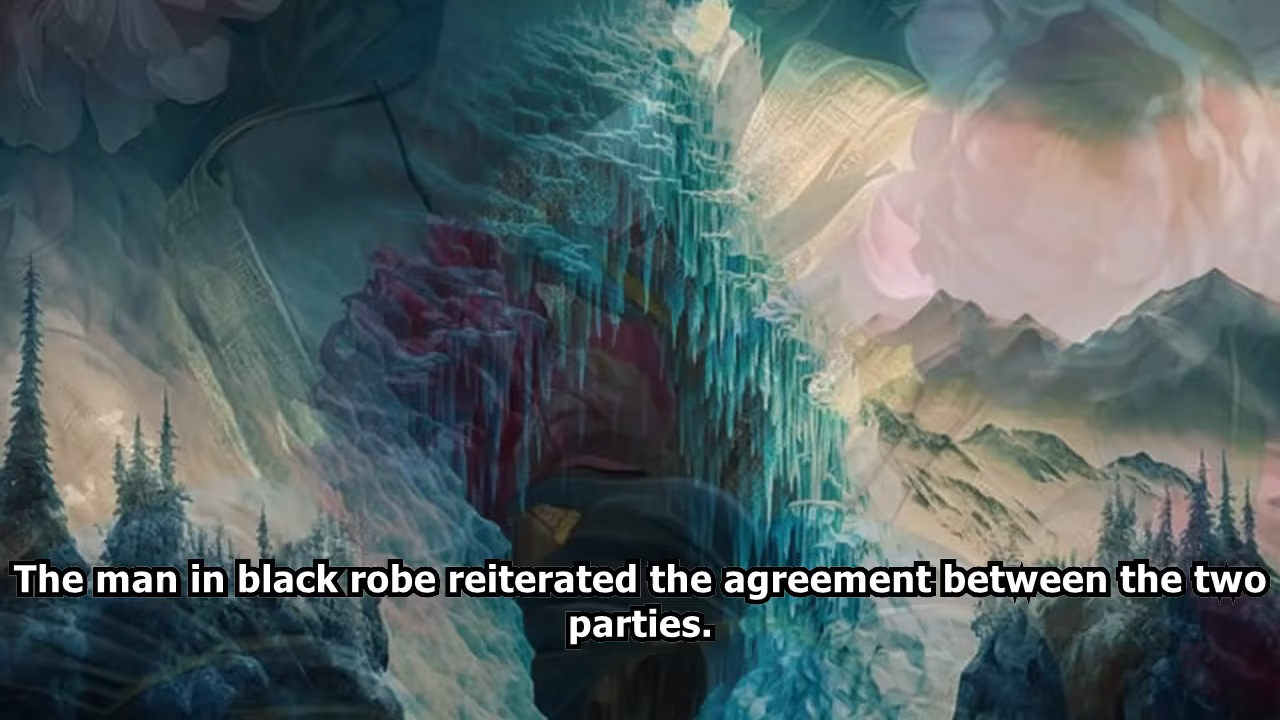 The man in black robe reiterated the agreement between the two
parties.